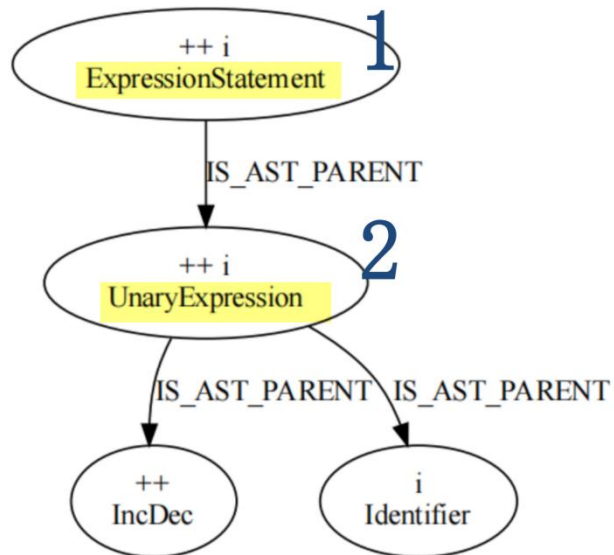 ++ i
1
ExpressionStatement
IS_AST_PARENT
++ i
2
UnaryExpression
IS_AST_PARENT IS_AST_PARENT
++
IncDec
i
Identifier